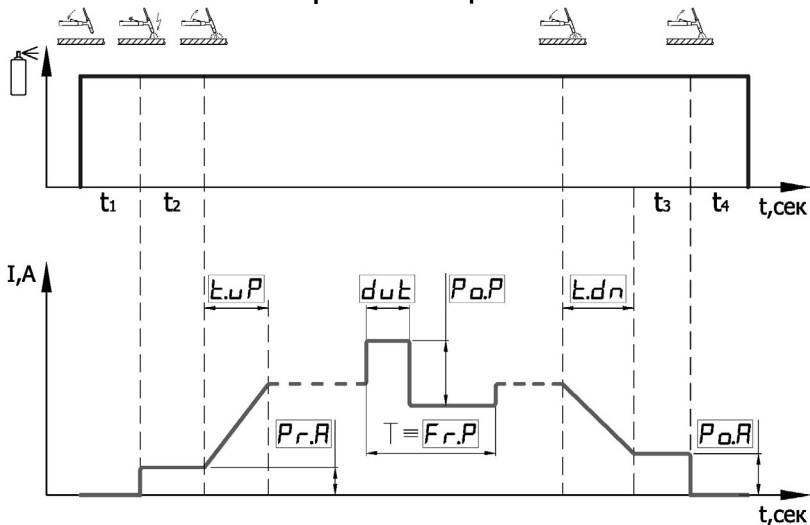 t1 t2 t3 t4 t,сек
I,A
t.uP dut Po.P t.dn
Pr.A T ≡ Fr.P Po.A
t,сек